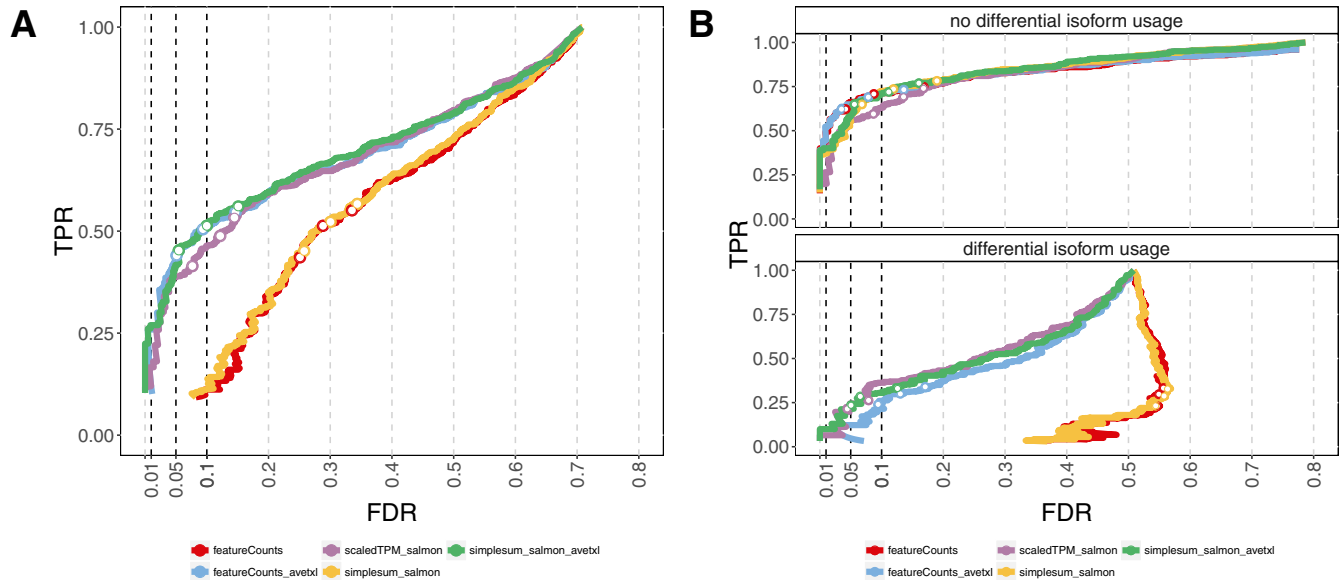 A
1.00
0.75
0.50
0.25
0.00
TPR
0.01
0.05
0.1
0.2
0.3
0.4
0.5
0.6
0.7
0.8
FDR
featureCounts
scaledTPM_salmon
simplesum_salmon_avetxl
featureCounts_avetxl
simplesum_salmon
B
no differential isoform usage
1.00
0.75
0.50
0.25
0.00
differential isoform usage
1.00
0.75
0.50
0.25
0.00
TPR
0.01
0.05
0.1
0.2
0.3
0.4
0.5
0.6
0.7
0.8
FDR
featureCounts
scaledTPM_salmon
simplesum_salmon_avetxl
featureCounts_avetxl
simplesum_salmon